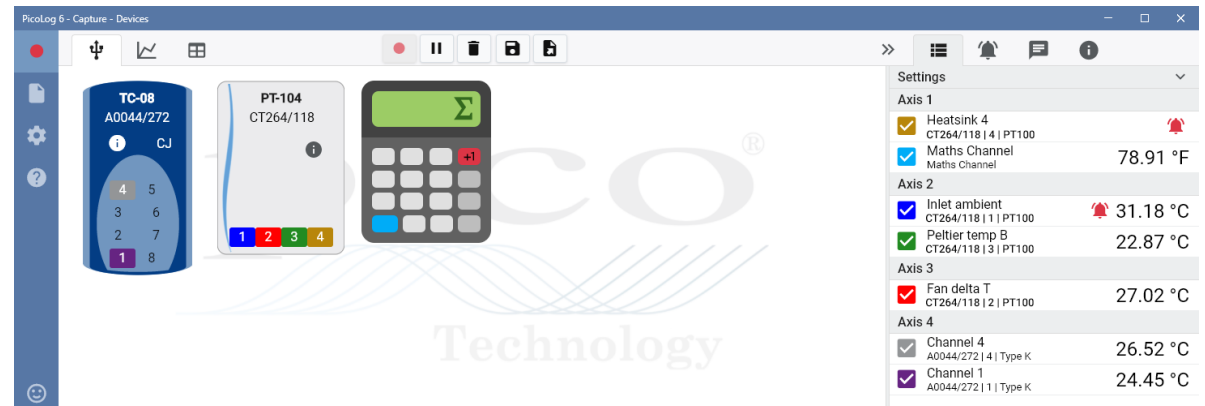 PicoLog 6 - Capture - Devices
TC-08
A0044/272
CJ
4 5
3 6
2 7
1 8
PT-104
CT264/118
1 2 3 4
Σ
+1
PICO
®
Technology
Settings
Axis 1
Heatsink 4
CT264/118 | 4 | PT100
Maths Channel
Maths Channel
78.91 °F
Axis 2
Inlet ambient
CT264/118 | 1 | PT100
31.18 °C
Peltier temp B
CT264/118 | 3 | PT100
22.87 °C
Axis 3
Fan delta T
CT264/118 | 2 | PT100
27.02 °C
Axis 4
Channel 4
A0044/272 | 4 | Type K
26.52 °C
Channel 1
A0044/272 | 1 | Type K
24.45 °C